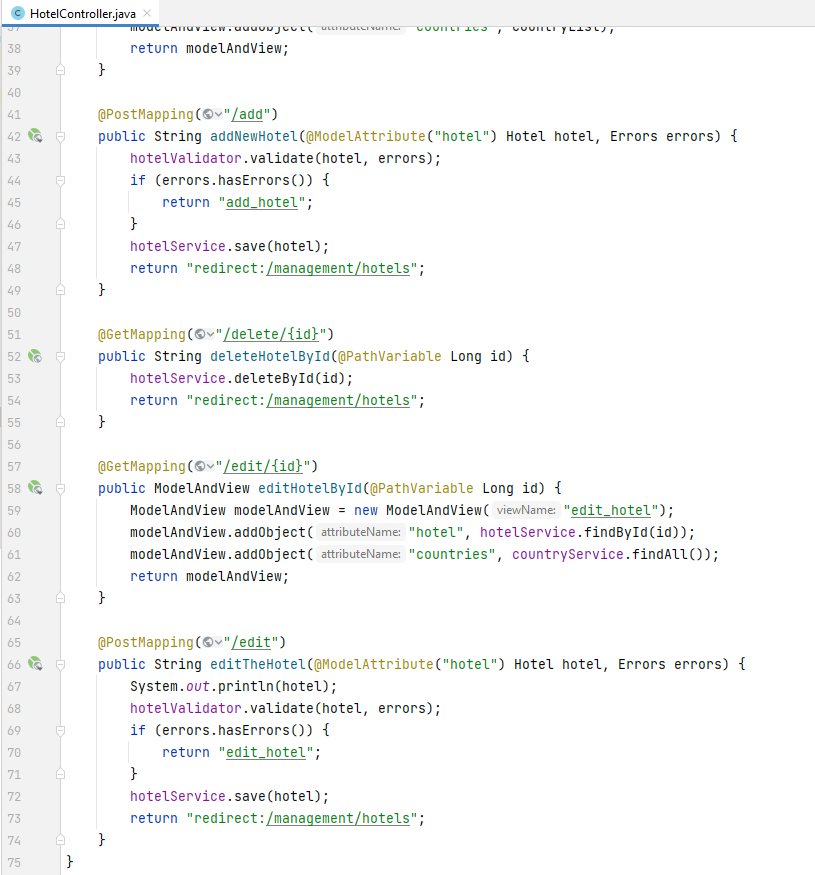 HotelController.java
37 modelAndView.addObject( attributeName: "countries", countryList);
38 return modelAndView;
39 }
40
41 @PostMapping("/add")
42 public String addNewHotel(@ModelAttribute("hotel") Hotel hotel, Errors errors) {
43 hotelValidator.validate(hotel, errors);
44 if (errors.hasErrors()) {
45 return "add_hotel";
46 }
47 hotelService.save(hotel);
48 return "redirect:/management/hotels";
49 }
50
51 @GetMapping("/delete/{id}")
52 public String deleteHotelById(@PathVariable Long id) {
53 hotelService.deleteById(id);
54 return "redirect:/management/hotels";
55 }
56
57 @GetMapping("/edit/{id}")
58 public ModelAndView editHotelById(@PathVariable Long id) {
59 ModelAndView modelAndView = new ModelAndView( viewName: "edit_hotel");
60 modelAndView.addObject( attributeName: "hotel", hotelService.findById(id));
61 modelAndView.addObject( attributeName: "countries", countryService.findAll());
62 return modelAndView;
63 }
64
65 @PostMapping("/edit")
66 public String editTheHotel(@ModelAttribute("hotel") Hotel hotel, Errors errors) {
67 System.out.println(hotel);
68 hotelValidator.validate(hotel, errors);
69 if (errors.hasErrors()) {
70 return "edit_hotel";
71 }
72 hotelService.save(hotel);
73 return "redirect:/management/hotels";
74 }
75 }